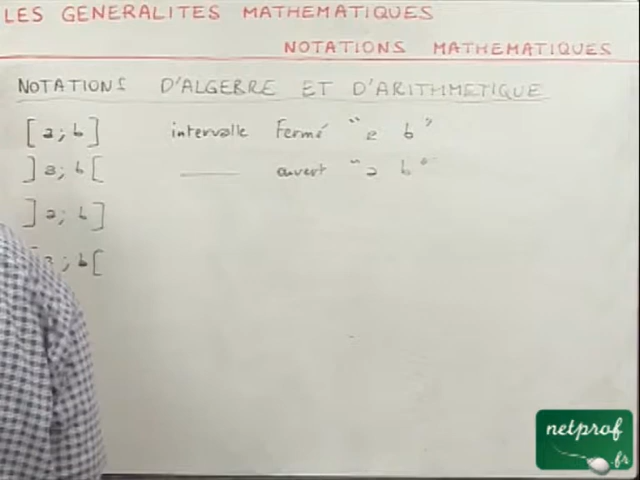 LES GENERALITES MATHEMATIQUES
NOTATIONS MATHEMATIQUES
NOTATIONS D'ALGEBRE ET D'ARITHMETIQUE
[a; b] intervalle Fermé "a b"
]a; b[ ——— ouvert "a b"
]a; b]
a; b[
netprof
.fr